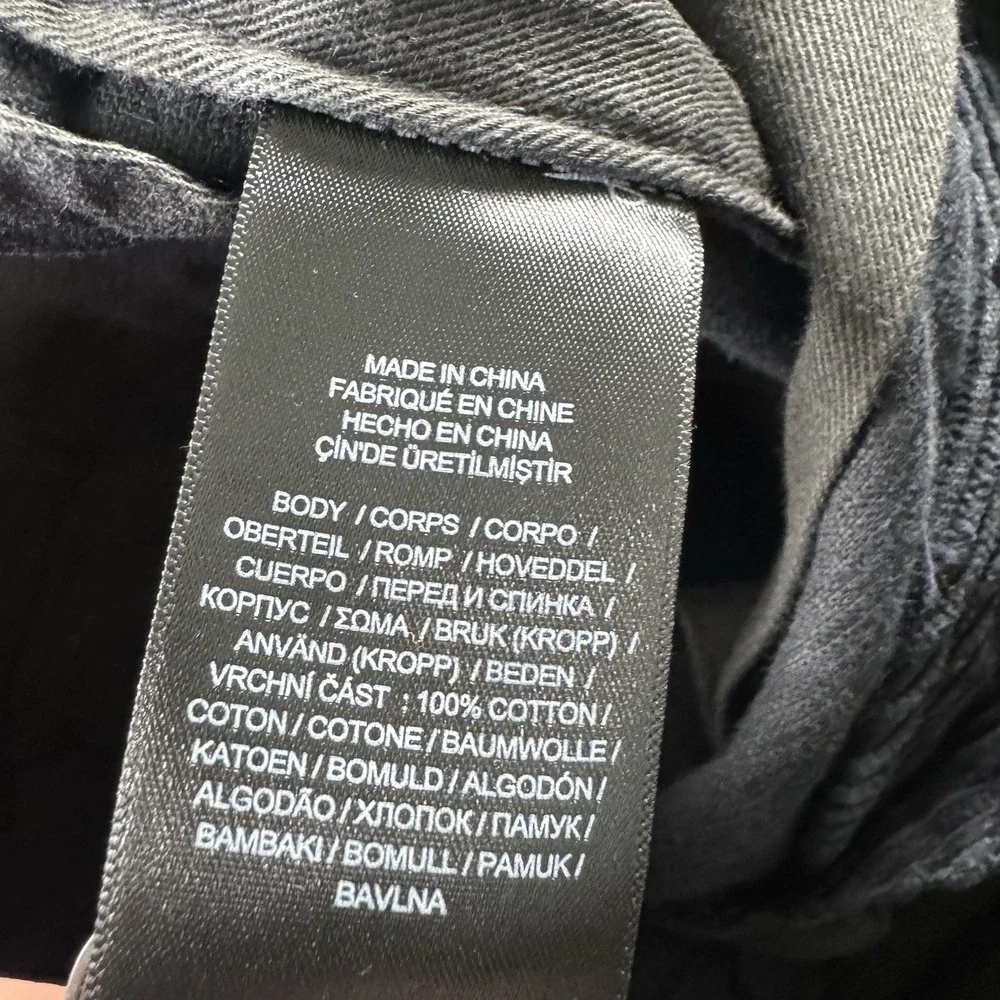 MADE IN CHINA
FABRIQUÉ EN CHINE
HECHO EN CHINA
ÇİN'DE ÜRETİLMİŞTİR
BODY / CORPS / CORPO /
OBERTEIL / ROMP / HOVEDDEL /
CUERPO / ПЕРЕД И СПИНКА /
КОРПУС / ΣΩΜΑ / BRUK (KROPP) /
ANVÄND (KROPP) / BEDEN /
VRCHNÍ ČÁST : 100% COTTON /
COTON / COTONE / BAUMWOLLE /
KATOEN / BOMULD / ALGODÓN /
ALGODÃO / ХЛОПОК / ПАМУК /
BAMBAKI / BOMULL / PAMUK /
BAVLNA